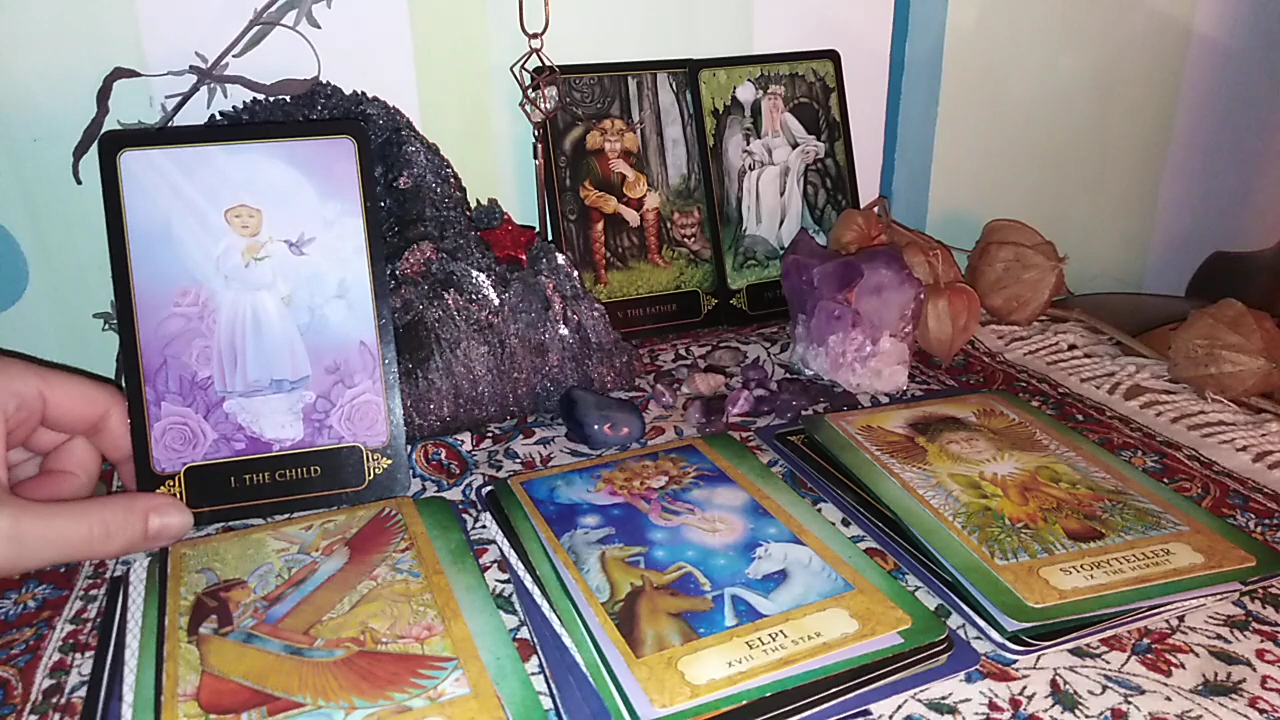 I. THE CHILD
V. THE FATHER
ELPI
XVII. THE STAR
STORYTELLER
IX THE HERMIT